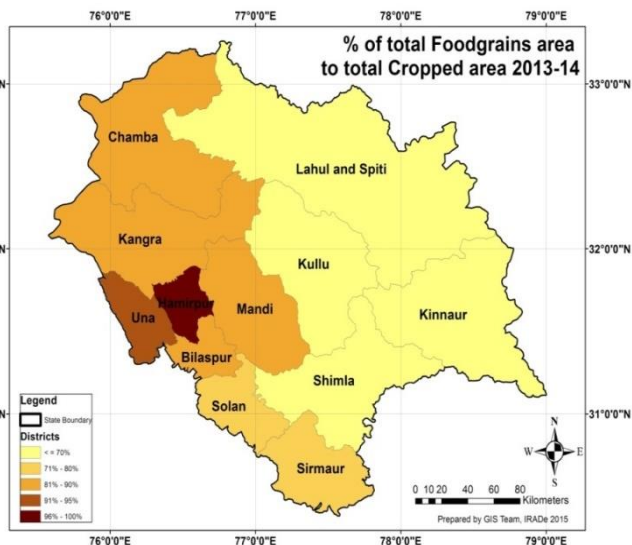 76°0'0"E 77°0'0"E 78°0'0"E 79°0'0"E
% of total Foodgrains area
to total Cropped area 2013-14
33°0'0"N
Chamba
Lahul and Spiti
Kangra
32°0'0"N
Kullu
Hamirpur
Mandi
Una
Kinnaur
Bilaspur
Shimla
Solan
31°0'0"N
Sirmaur
Legend
State Boundary
Districts
< = 70%
71% - 80%
81% - 90%
91% - 95%
96% - 100%
N
W E
S
0 10 20 40 60 80
Kilometers
Prepared by GIS Team, IRADe 2015
76°0'0"E 77°0'0"E 78°0'0"E 79°0'0"E